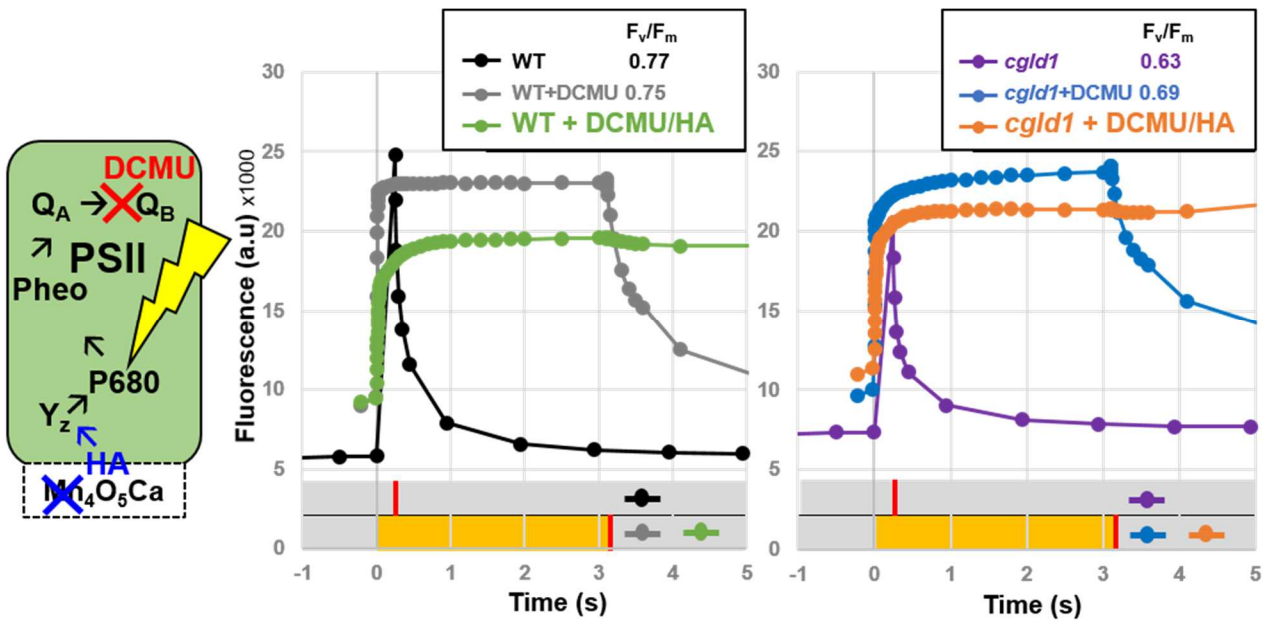 DCMU
QA → QB
PSII
Pheo
P680
Yz
HA
Mn4O5Ca
Fv/Fm
WT 0.77
WT+DCMU 0.75
WT + DCMU/HA
Fluorescence (a.u) x1000
30
25
20
15
10
5
0
-1 0 1 2 3 4 5
Time (s)
Fv/Fm
cgld1 0.63
cgld1+DCMU 0.69
cgld1 + DCMU/HA
30
25
20
15
10
5
0
-1 0 1 2 3 4 5
Time (s)